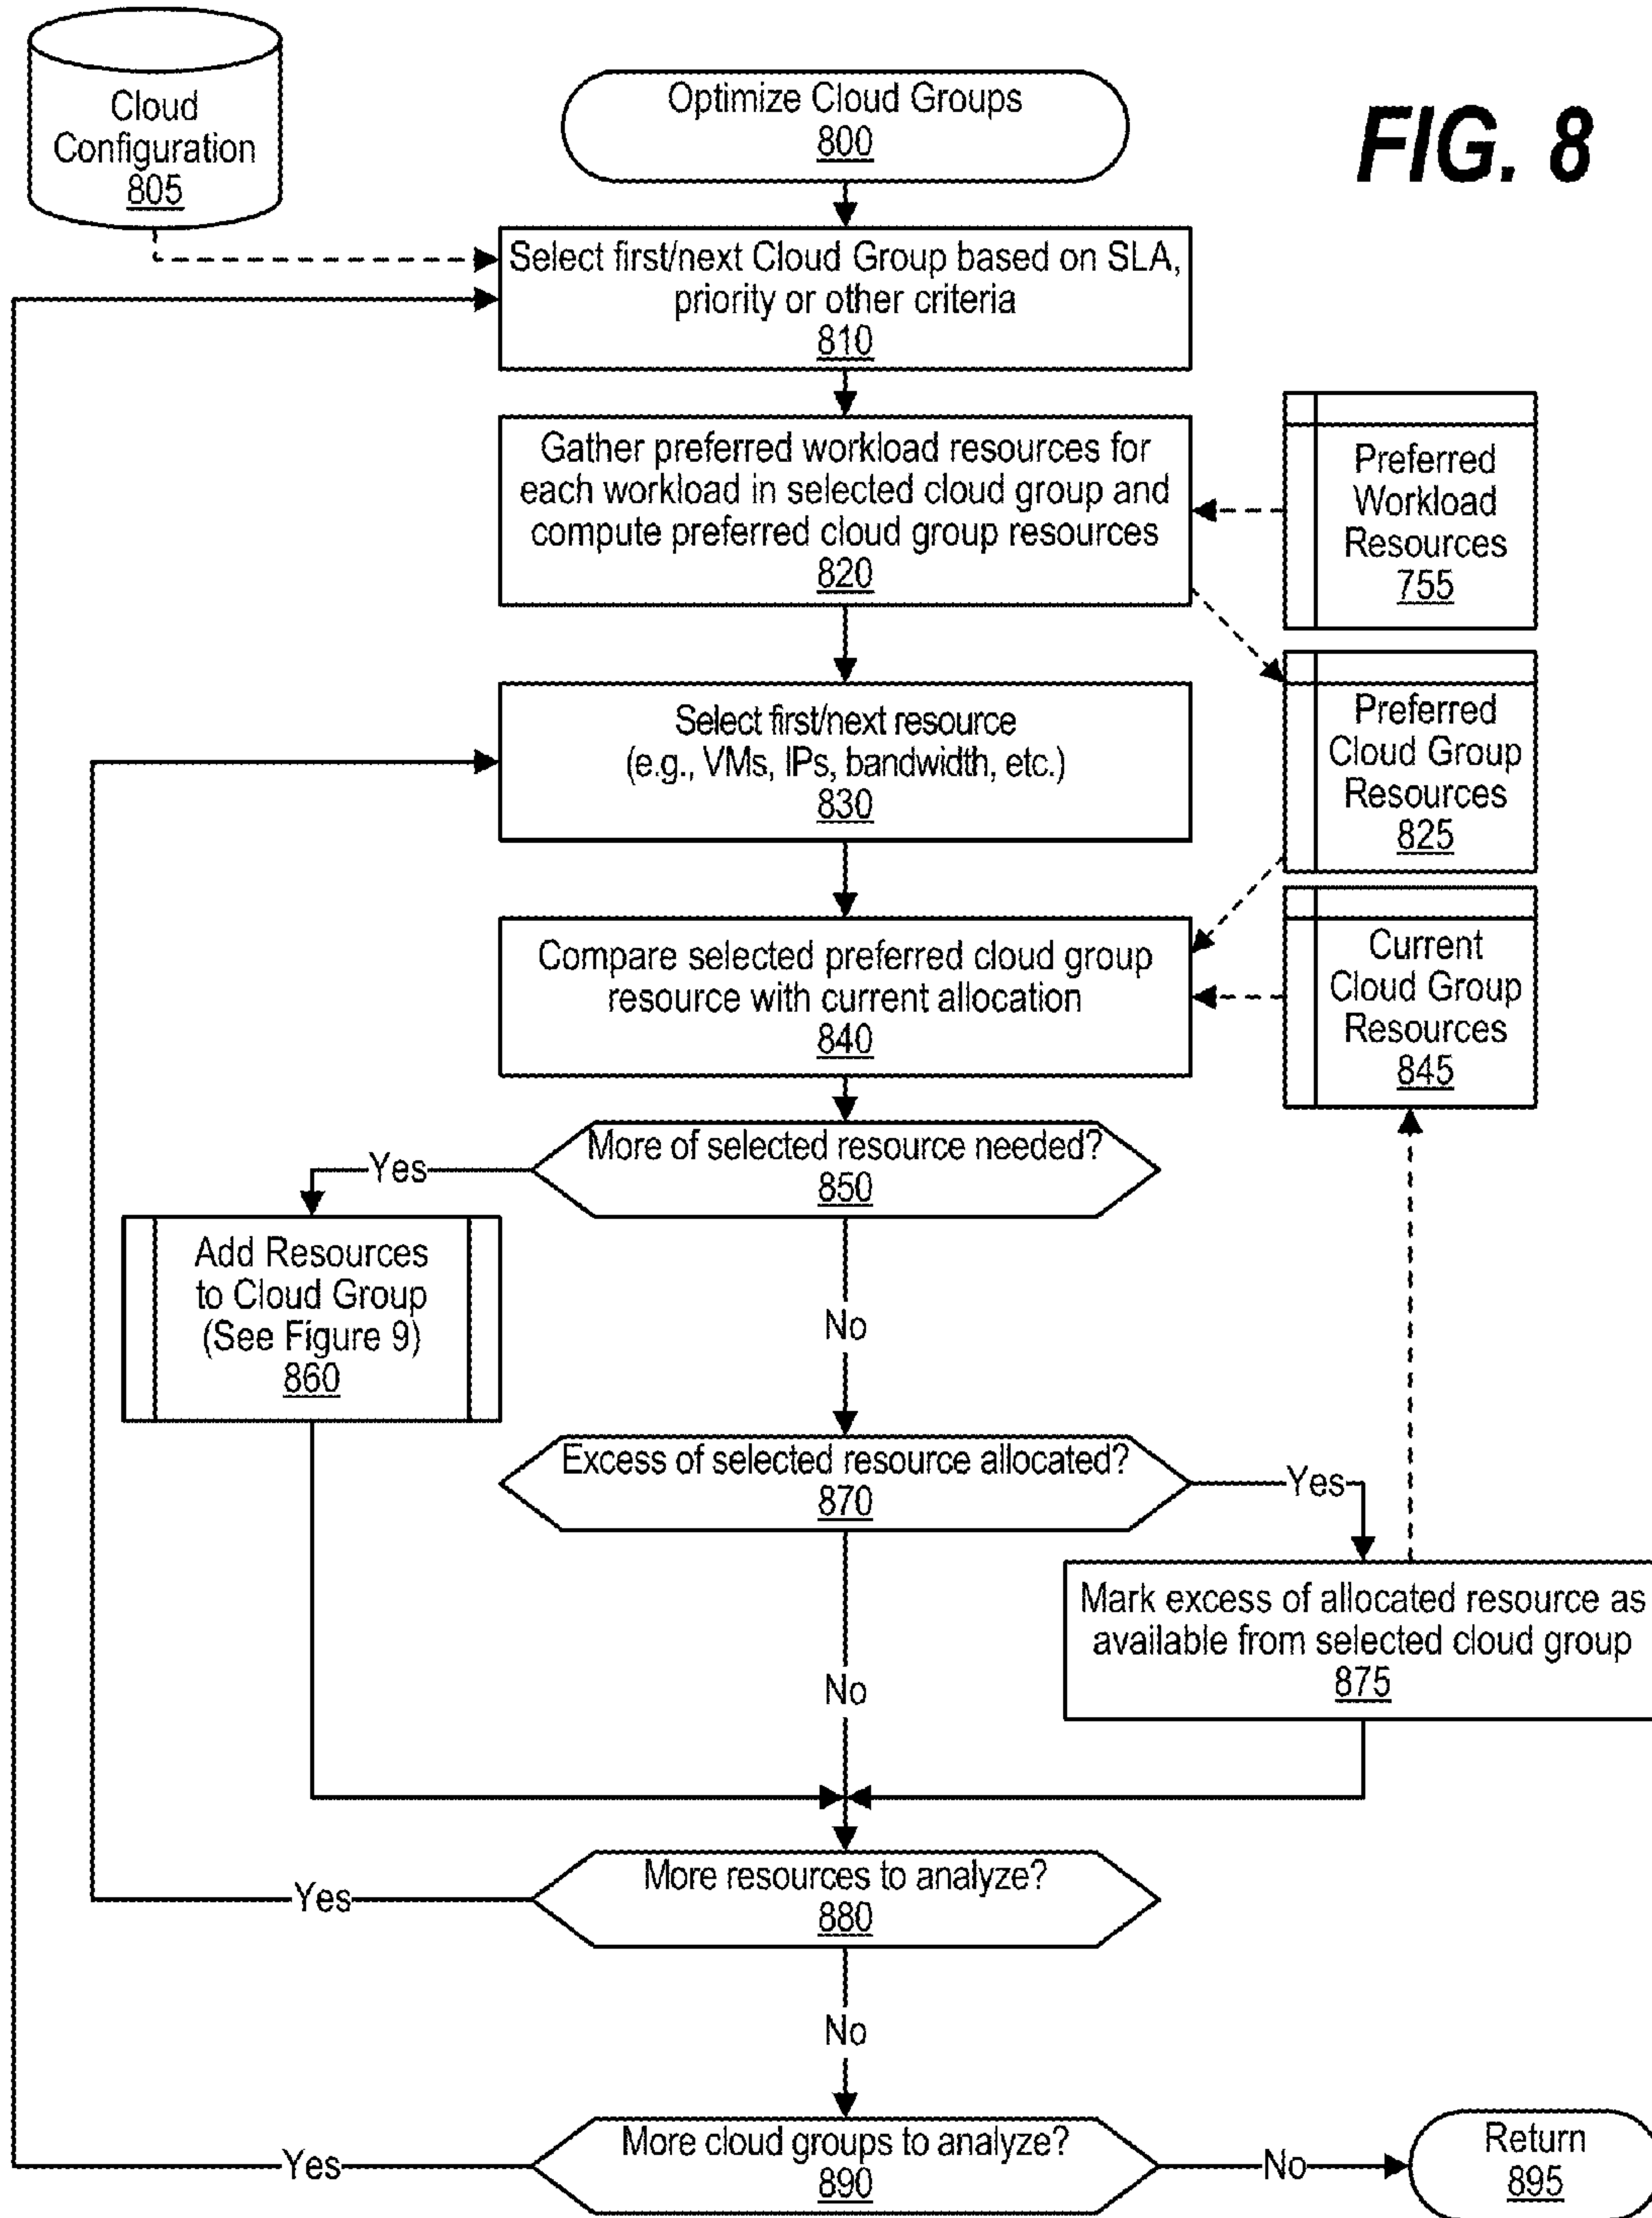 Cloud
Configuration
805
Optimize Cloud Groups
800
FIG. 8
Select first/next Cloud Group based on SLA,
priority or other criteria
810
Gather preferred workload resources for
each workload in selected cloud group and
compute preferred cloud group resources
820
Preferred
Workload
Resources
755
Select first/next resource
(e.g., VMs, IPs, bandwidth, etc.)
830
Preferred
Cloud Group
Resources
825
Compare selected preferred cloud group
resource with current allocation
840
Current
Cloud Group
Resources
845
More of selected resource needed?
850
Yes
Add Resources
to Cloud Group
(See Figure 9)
860
No
Excess of selected resource allocated?
870
Yes
Mark excess of allocated resource as
available from selected cloud group
875
No
More resources to analyze?
880
Yes
No
More cloud groups to analyze?
890
Yes
No
Return
895